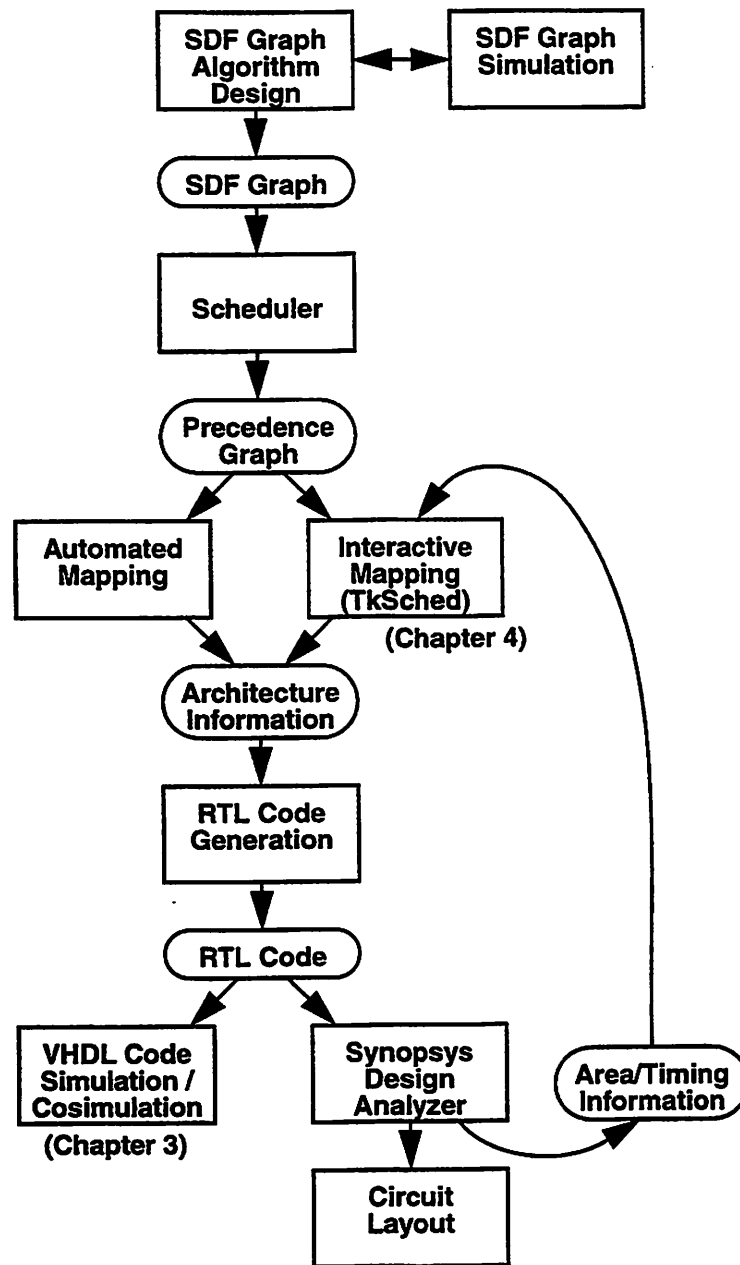 SDF Graph
Algorithm
Design
SDF Graph
Simulation
SDF Graph
Scheduler
Precedence
Graph
Automated
Mapping
Interactive
Mapping
(TkSched)
(Chapter 4)
Architecture
Information
RTL Code
Generation
RTL Code
VHDL Code
Simulation /
Cosimulation
(Chapter 3)
Synopsys
Design
Analyzer
Area/Timing
Information
Circuit
Layout